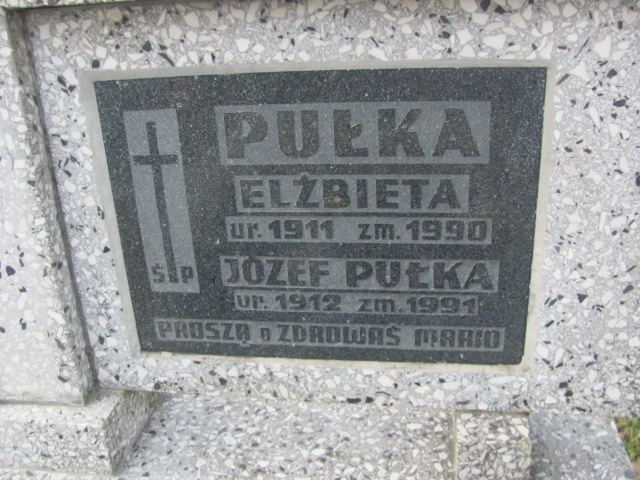 PUŁKA
ELŻBIETA
ur. 1911 zm. 1990
ŚP
JÓZEF PUŁKA
ur. 1912 zm. 1991
PROSZĄ o ZDROWAŚ MARIO